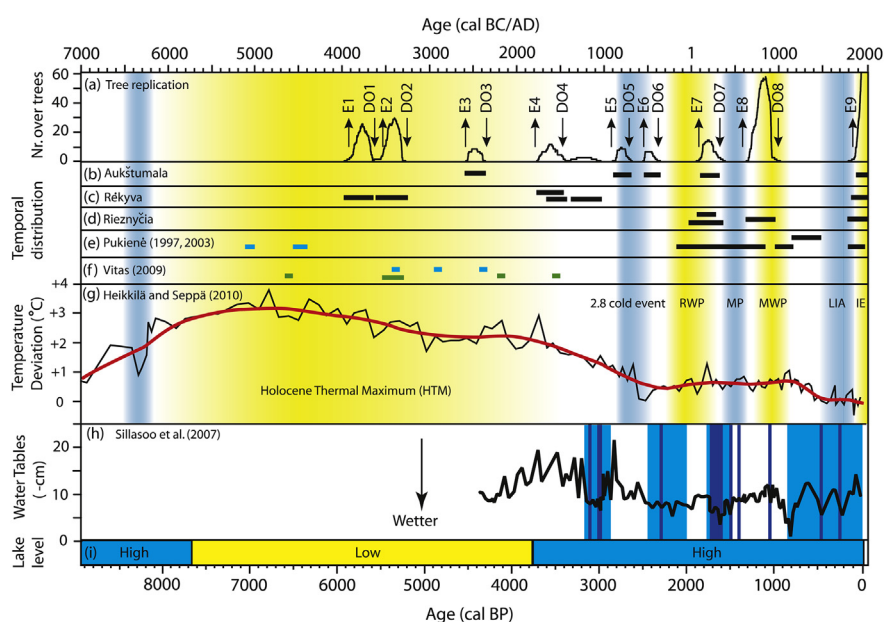 Age (cal BC/AD)
7000 6000 5000 4000 3000 2000 1000 1 1000 2000
Nr. over trees
60
40
20
0
(a) Tree replication
E1 DO1 E2 DO2 E3 DO3 E4 DO4 E5 DO5 E6 DO6 E7 DO7 E8 DO8 E9
Temporal
distribution
(b) Aukštumala
(c) Rėkyva
(d) Rieznyčia
(e) Pukienė (1997, 2003)
(f) Vitas (2009)
Temperature
Deviation (°C)
+4
+3
+2
+1
0
(g) Heikkilä and Seppä (2010)
2.8 cold event RWP MP MWP LIA IE
Holocene Thermal Maximum (HTM)
Water Tables
(-cm)
20
10
0
(h) Sillasoo et al. (2007)
Wetter
Lake
level
(i) High Low High
8000 7000 6000 5000 4000 3000 2000 1000 0
Age (cal BP)